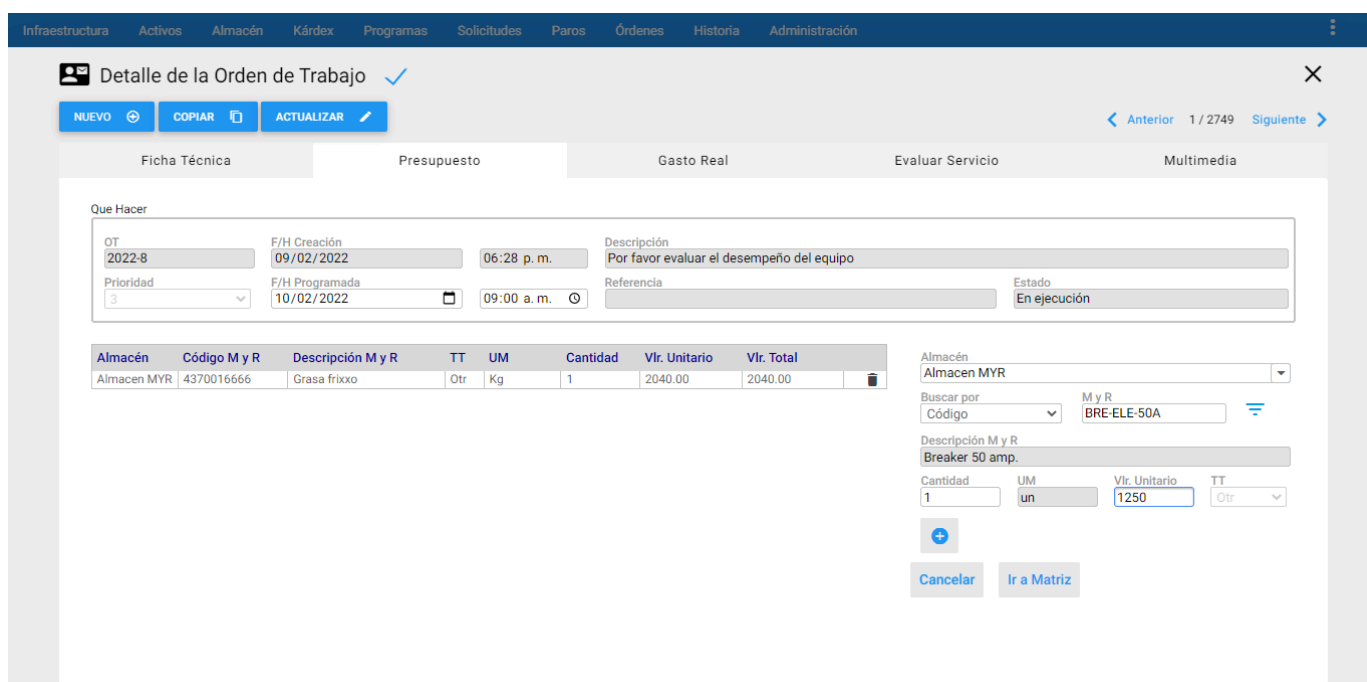 Infraestructura Activos Almacén Kárdex Programas Solicitudes Paros Órdenes Historia Administración
Detalle de la Orden de Trabajo
NUEVO COPIAR ACTUALIZAR
Anterior 1 / 2749 Siguiente
Ficha Técnica Presupuesto Gasto Real Evaluar Servicio Multimedia
Que Hacer
OT F/H Creación Descripción
2022-8 09/02/2022 06:28 p. m. Por favor evaluar el desempeño del equipo
Prioridad F/H Programada Referencia Estado
3 10/02/2022 09:00 a. m. En ejecución
Almacén Código M y R Descripción M y R TT UM Cantidad Vlr. Unitario Vlr. Total
Almacen MYR 4370016666 Grasa frixxo Otr Kg 1 2040.00 2040.00
Almacén
Almacen MYR
Buscar por M y R
Código BRE-ELE-50A
Descripción M y R
Breaker 50 amp.
Cantidad UM Vlr. Unitario TT
1 un 1250 Otr
Cancelar Ir a Matriz